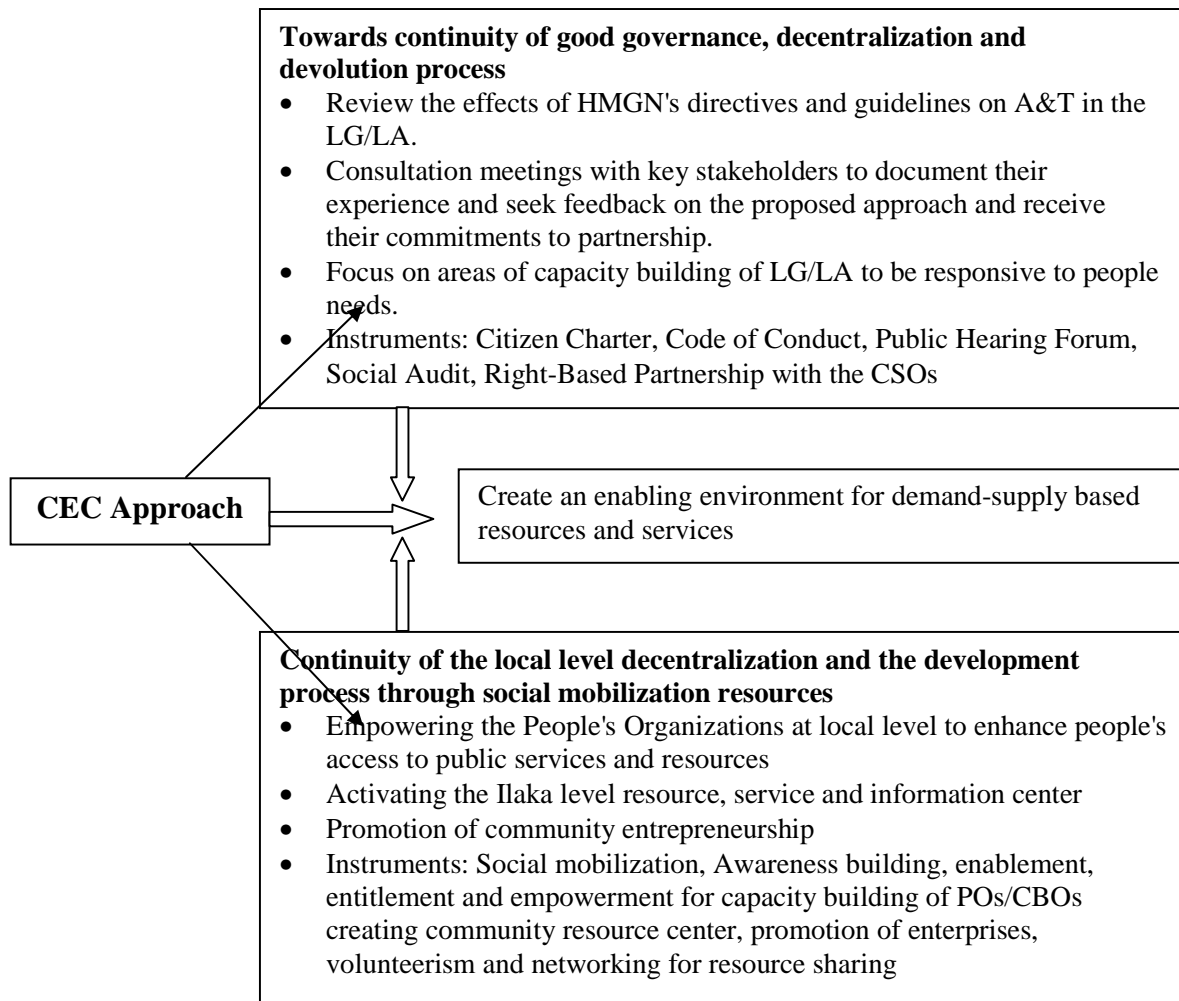 Towards continuity of good governance, decentralization and
devolution process
• Review the effects of HMGN's directives and guidelines on A&T in the
LG/LA.
• Consultation meetings with key stakeholders to document their
experience and seek feedback on the proposed approach and receive
their commitments to partnership.
• Focus on areas of capacity building of LG/LA to be responsive to people
needs.
• Instruments: Citizen Charter, Code of Conduct, Public Hearing Forum,
Social Audit, Right-Based Partnership with the CSOs
CEC Approach
Create an enabling environment for demand-supply based
resources and services
Continuity of the local level decentralization and the development
process through social mobilization resources
• Empowering the People's Organizations at local level to enhance people's
access to public services and resources
• Activating the Ilaka level resource, service and information center
• Promotion of community entrepreneurship
• Instruments: Social mobilization, Awareness building, enablement,
entitlement and empowerment for capacity building of POs/CBOs
creating community resource center, promotion of enterprises,
volunteerism and networking for resource sharing